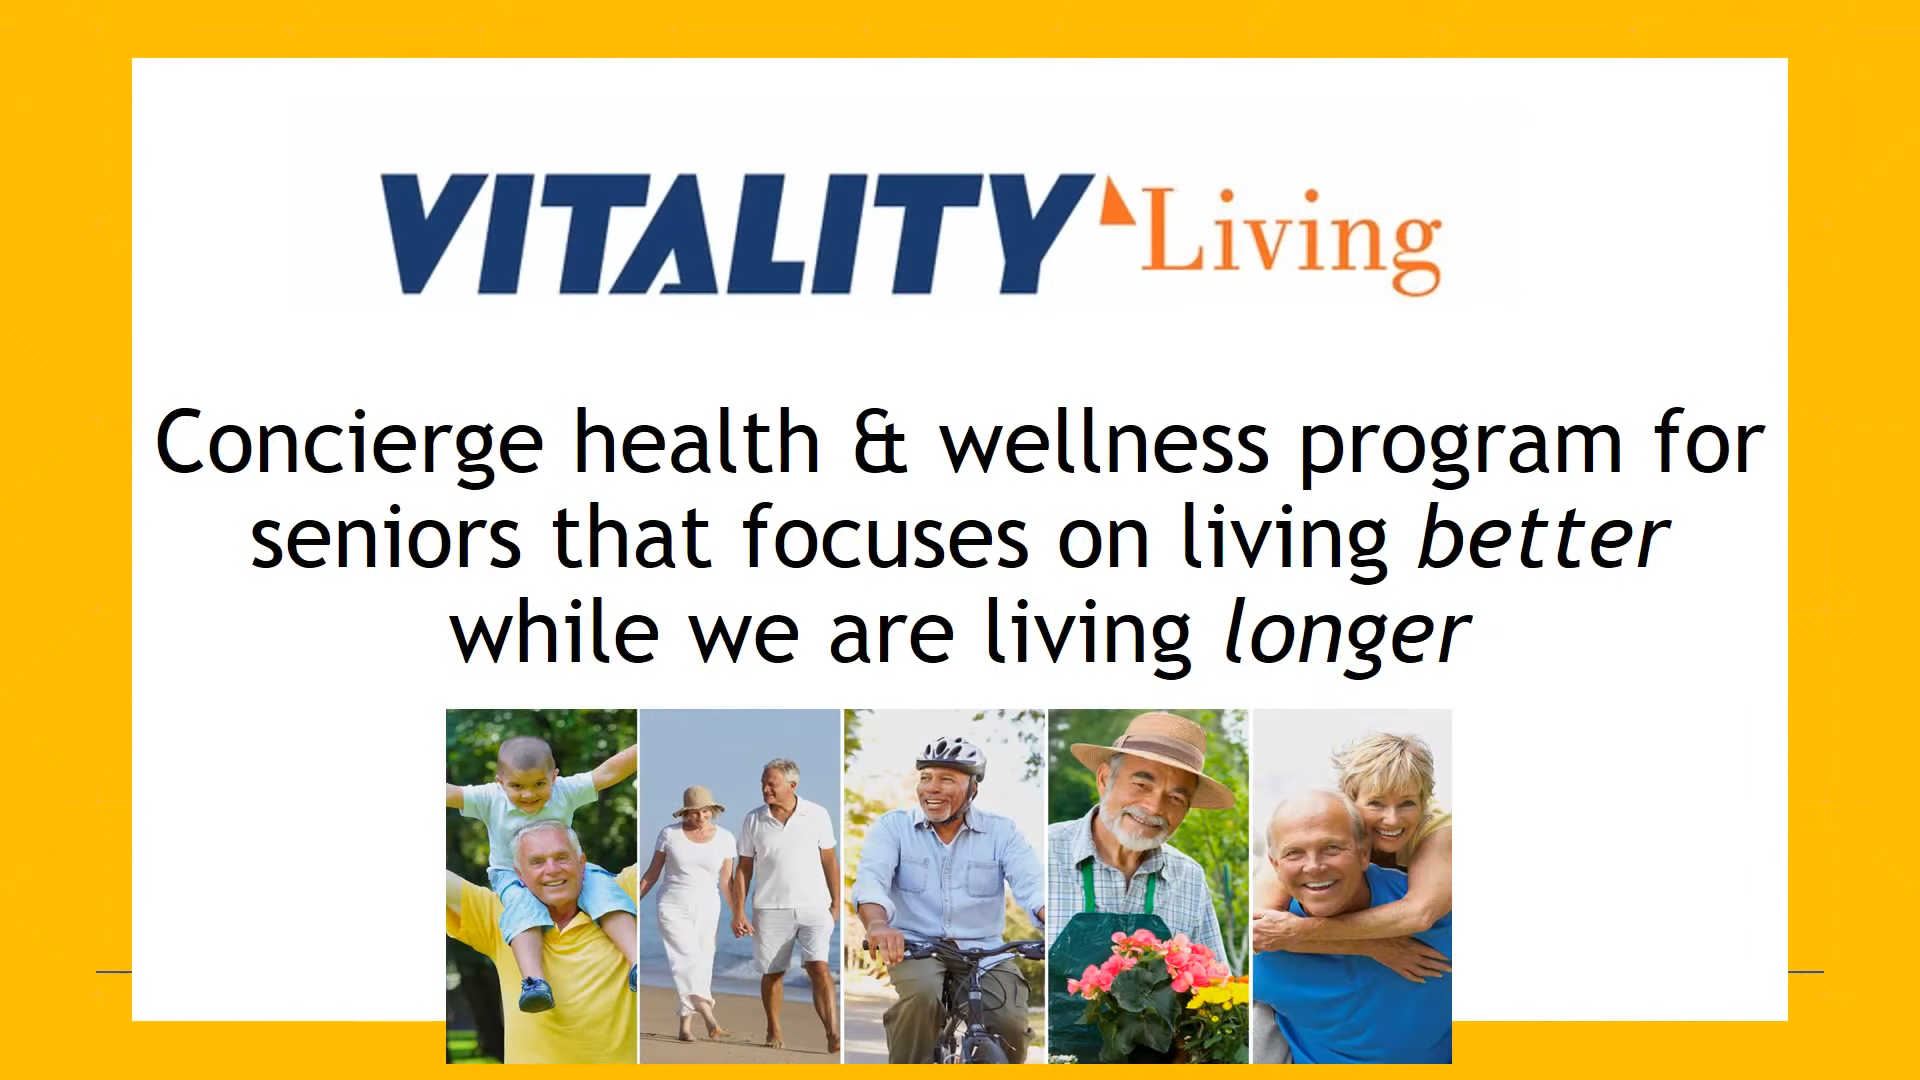 VITALITY Living
Concierge health & wellness program for
seniors that focuses on living better
while we are living longer